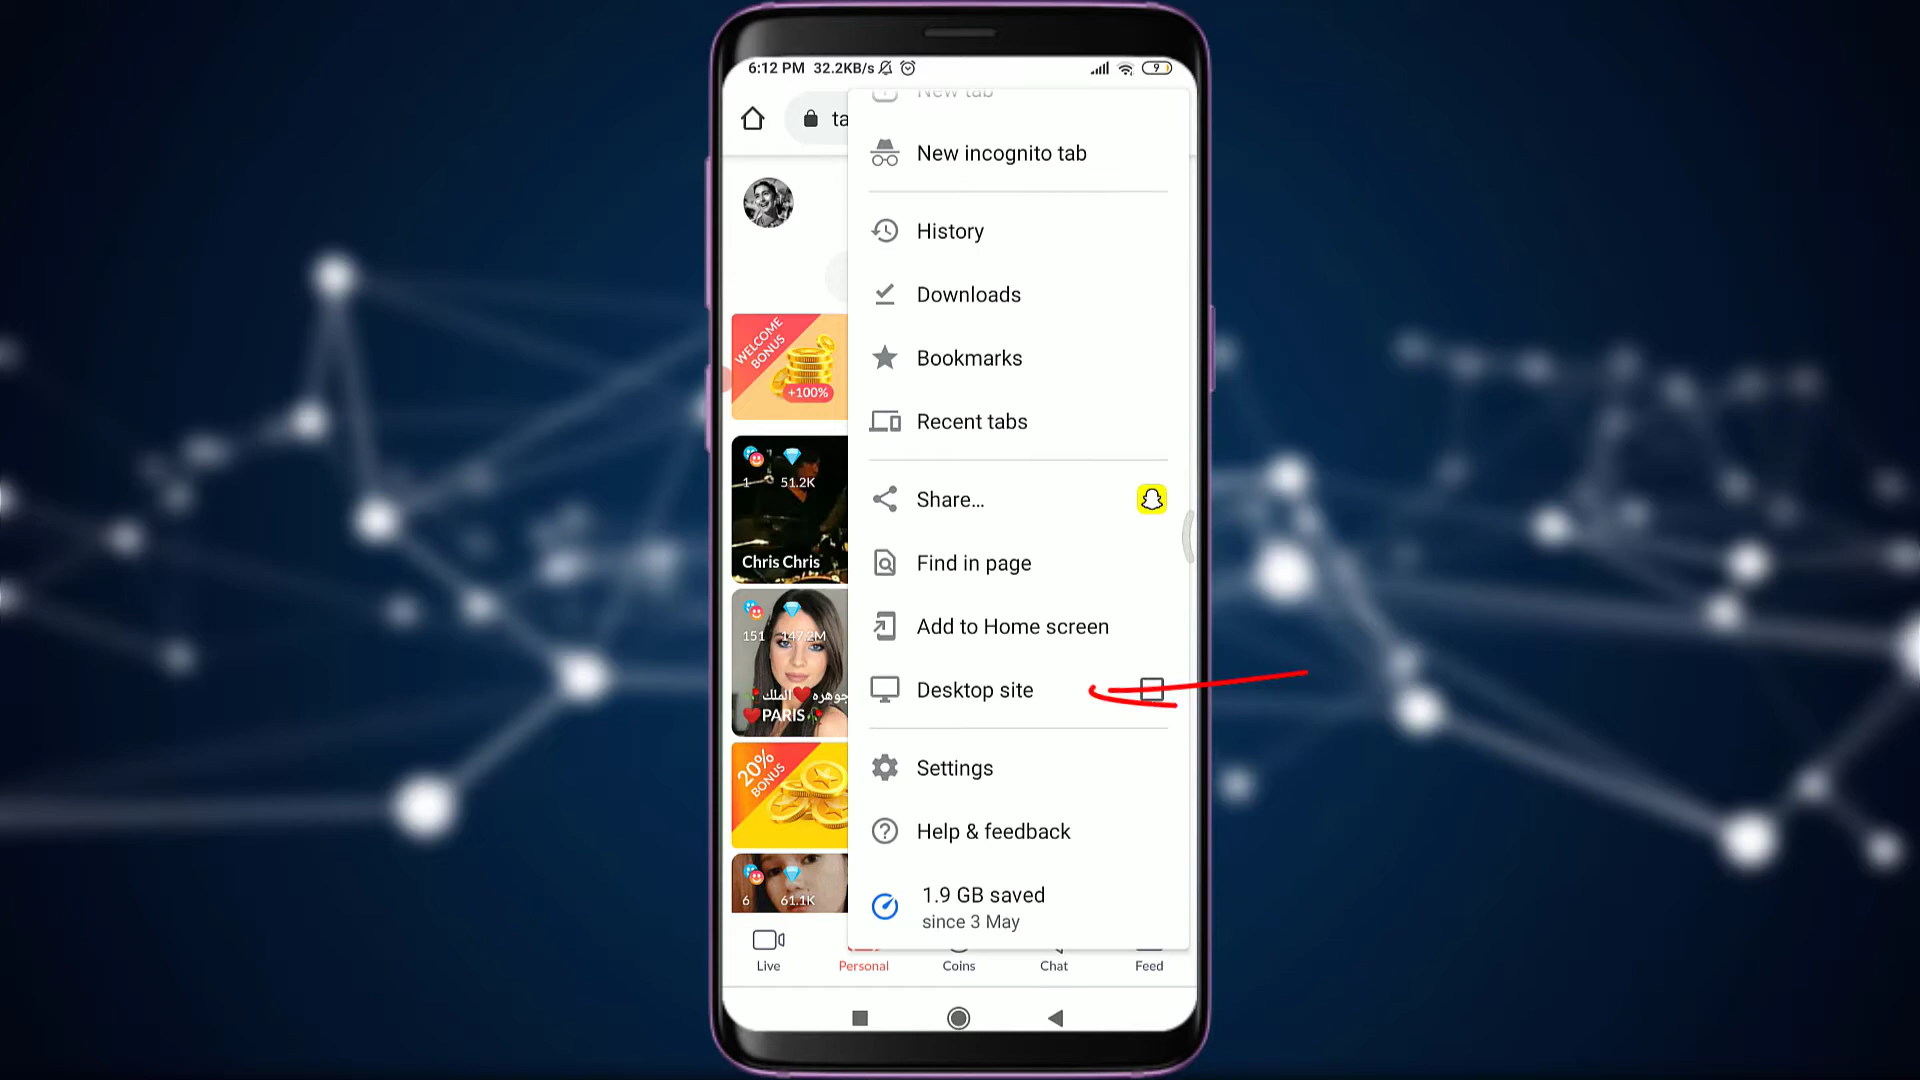 6:12 PM 32.2KB/s
9
ta
New tab
New incognito tab
History
Downloads
Bookmarks
Recent tabs
Share...
Find in page
Add to Home screen
Desktop site
Settings
Help & feedback
1.9 GB saved
since 3 May
WELCOME
BONUS
+100%
1 51.2K
Chris Chris
151 147.2M
جوهره❤️الملك
❤️PARIS
20%
BONUS
6 61.1K
Live Personal Coins Chat Feed